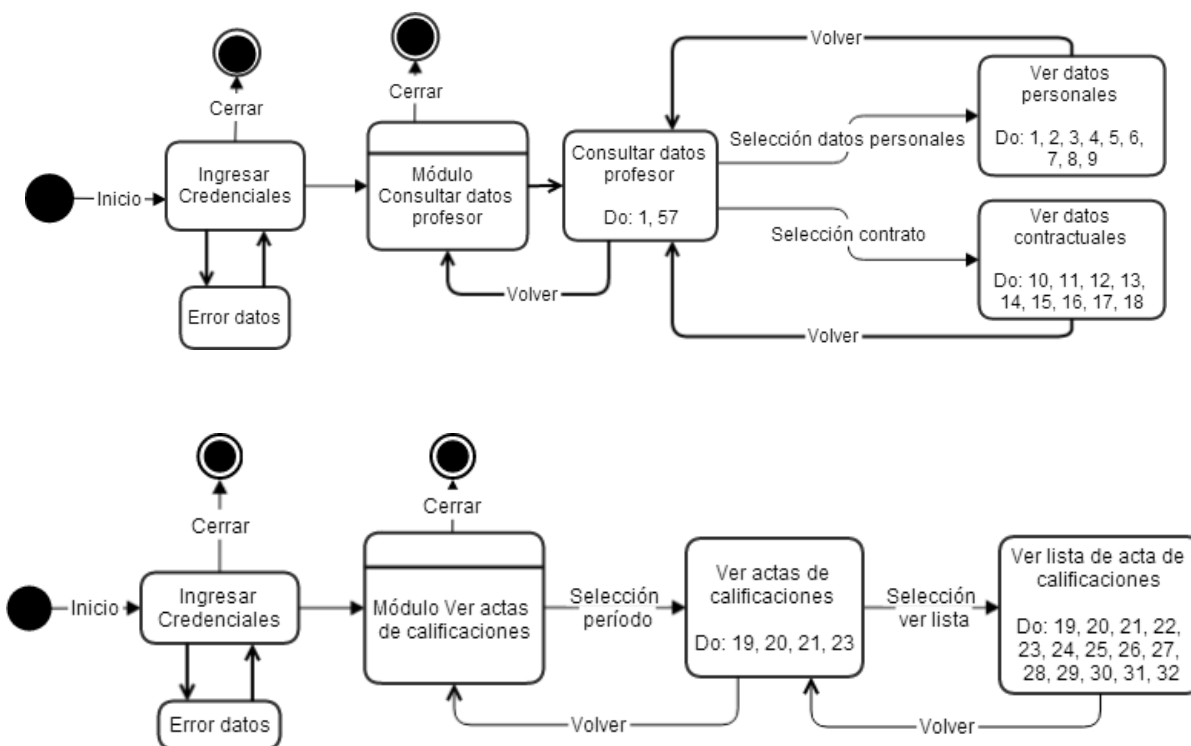 Volver
Cerrar
Cerrar
Ver datos
personales
Do: 1, 2, 3, 4, 5, 6,
7, 8, 9
Selección datos personales
Consultar datos
profesor
Do: 1, 57
Inicio
Ingresar
Credenciales
Módulo
Consultar datos
profesor
Selección contrato
Ver datos
contractuales
Do: 10, 11, 12, 13,
14, 15, 16, 17, 18
Volver
Error datos
Volver
Cerrar
Cerrar
Inicio
Ingresar
Credenciales
Módulo Ver actas
de calificaciones
Selección
período
Ver actas de
calificaciones
Do: 19, 20, 21, 23
Selección
ver lista
Ver lista de acta de
calificaciones
Do: 19, 20, 21, 22,
23, 24, 25, 26, 27,
28, 29, 30, 31, 32
Error datos
Volver
Volver